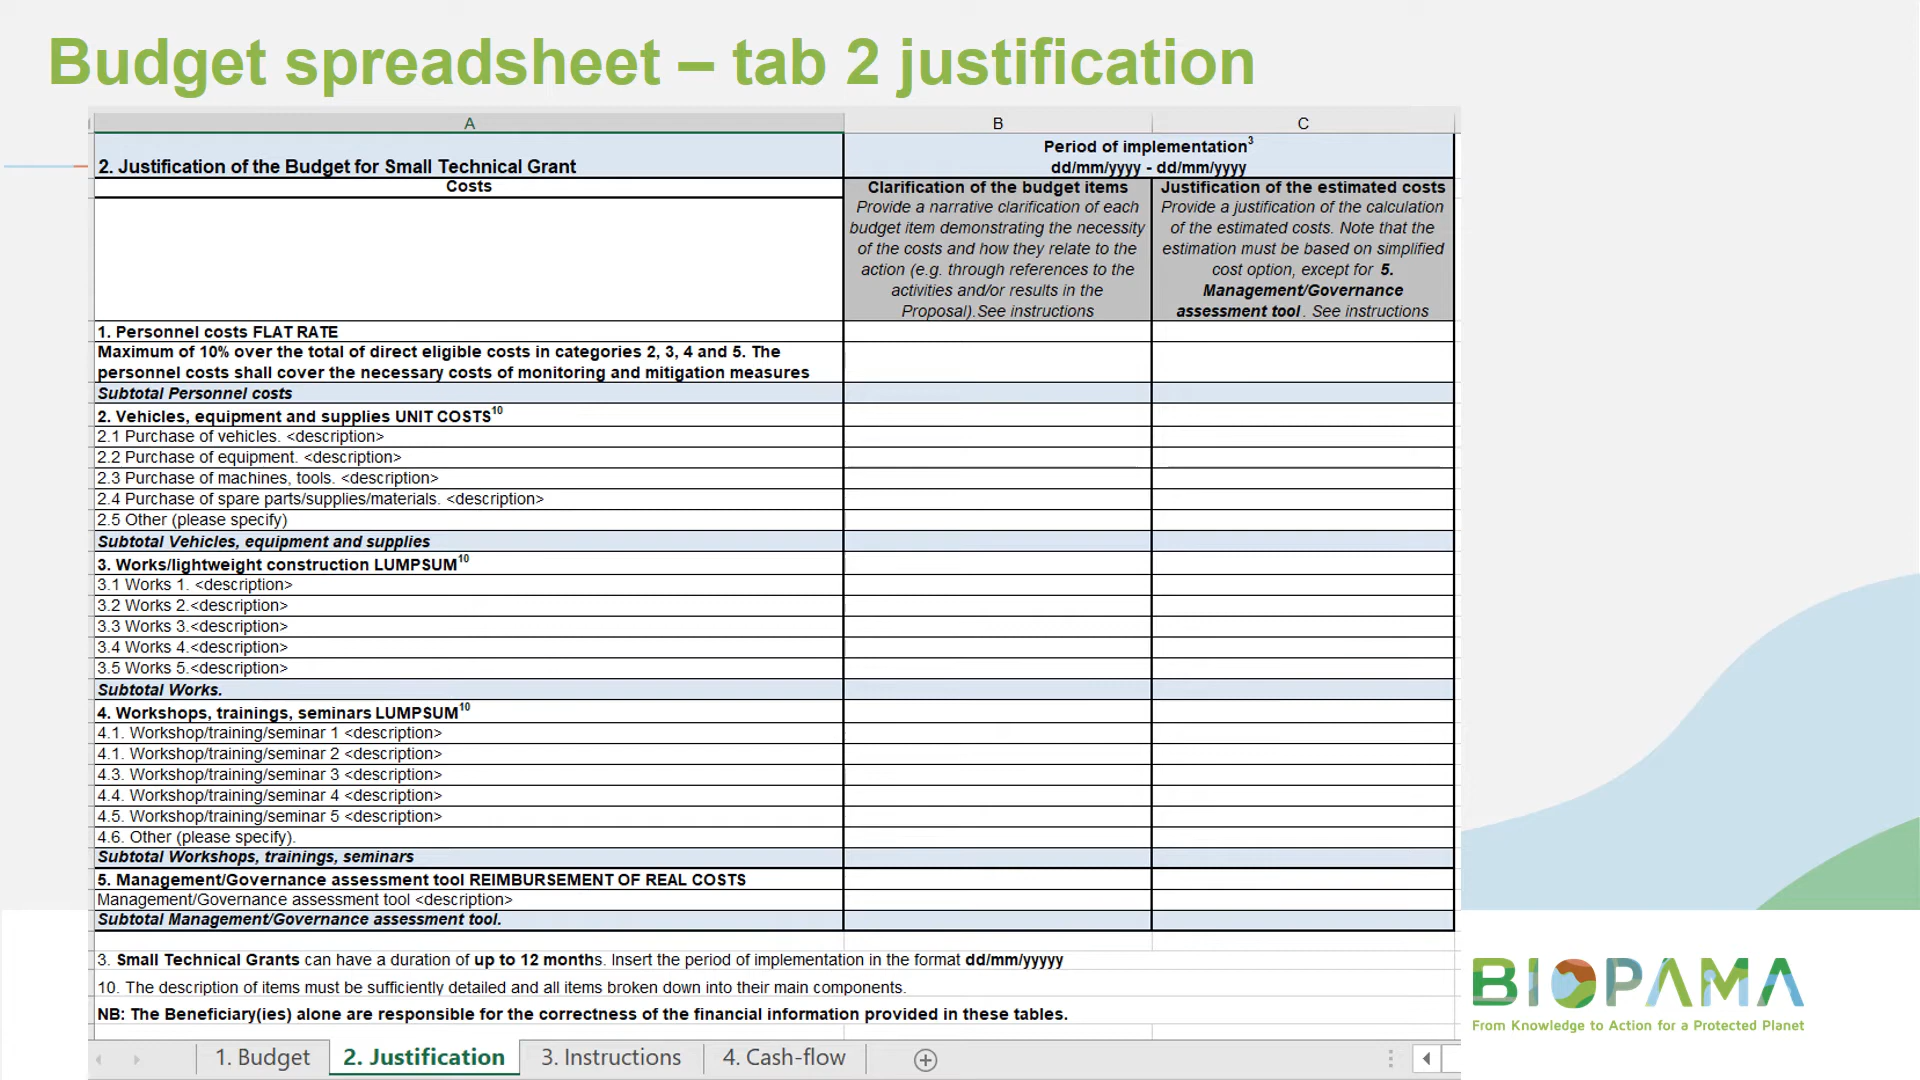 Budget spreadsheet – tab 2 justification
A B C
2. Justification of the Budget for Small Technical Grant
Period of implementation3
dd/mm/yyyy - dd/mm/yyyy
Costs
Clarification of the budget items
Provide a narrative clarification of each
budget item demonstrating the necessity
of the costs and how they relate to the
action (e.g. through references to the
activities and/or results in the
Proposal).See instructions
Justification of the estimated costs
Provide a justification of the calculation
of the estimated costs. Note that the
estimation must be based on simplified
cost option, except for 5.
Management/Governance
assessment tool . See instructions
1. Personnel costs FLAT RATE
Maximum of 10% over the total of direct eligible costs in categories 2, 3, 4 and 5. The
personnel costs shall cover the necessary costs of monitoring and mitigation measures
Subtotal Personnel costs
2. Vehicles, equipment and supplies UNIT COSTS10
2.1 Purchase of vehicles. <description>
2.2 Purchase of equipment. <description>
2.3 Purchase of machines, tools. <description>
2.4 Purchase of spare parts/supplies/materials. <description>
2.5 Other (please specify)
Subtotal Vehicles, equipment and supplies
3. Works/lightweight construction LUMPSUM10
3.1 Works 1. <description>
3.2 Works 2.<description>
3.3 Works 3.<description>
3.4 Works 4.<description>
3.5 Works 5.<description>
Subtotal Works.
4. Workshops, trainings, seminars LUMPSUM10
4.1. Workshop/training/seminar 1 <description>
4.1. Workshop/training/seminar 2 <description>
4.3. Workshop/training/seminar 3 <description>
4.4. Workshop/training/seminar 4 <description>
4.5. Workshop/training/seminar 5 <description>
4.6. Other (please specify).
Subtotal Workshops, trainings, seminars
5. Management/Governance assessment tool REIMBURSEMENT OF REAL COSTS
Management/Governance assessment tool <description>
Subtotal Management/Governance assessment tool.
3. Small Technical Grants can have a duration of up to 12 months. Insert the period of implementation in the format dd/mm/yyyyy
10. The description of items must be sufficiently detailed and all items broken down into their main components.
NB: The Beneficiary(ies) alone are responsible for the correctness of the financial information provided in these tables.
1. Budget 2. Justification 3. Instructions 4. Cash-flow
BIOPAMA
From Knowledge to Action for a Protected Planet